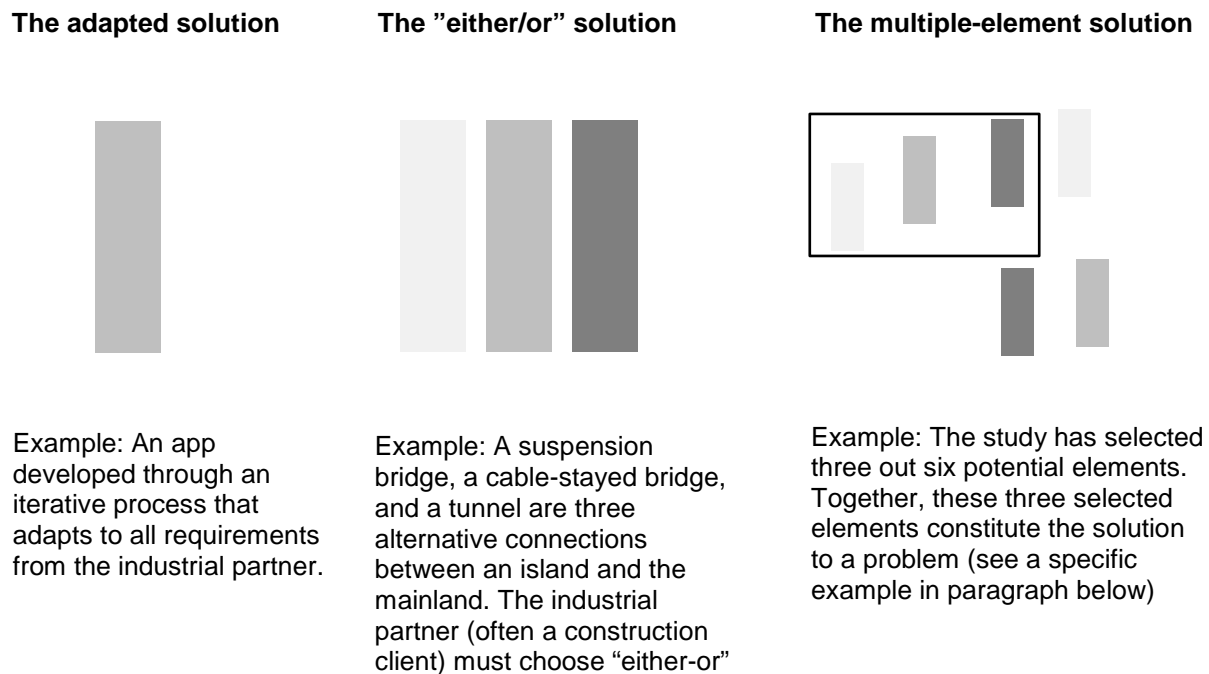 The adapted solution
The ”either/or” solution
The multiple-element solution
Example: An app
developed through an
iterative process that
adapts to all requirements
from the industrial partner.
Example: A suspension
bridge, a cable-stayed bridge,
and a tunnel are three
alternative connections
between an island and the
mainland. The industrial
partner (often a construction
client) must choose “either-or”
Example: The study has selected
three out six potential elements.
Together, these three selected
elements constitute the solution
to a problem (see a specific
example in paragraph below)